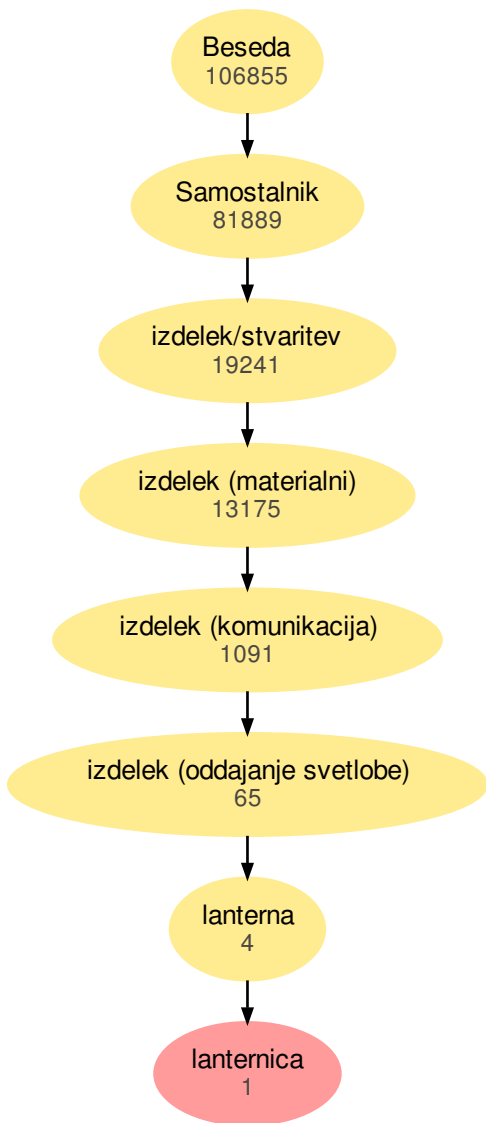 Beseda
106855
Samostalnik
81889
izdelek/stvaritev
19241
izdelek (materialni)
13175
izdelek (komunikacija)
1091
izdelek (oddajanje svetlobe)
65
lanterna
4
lanternica
1